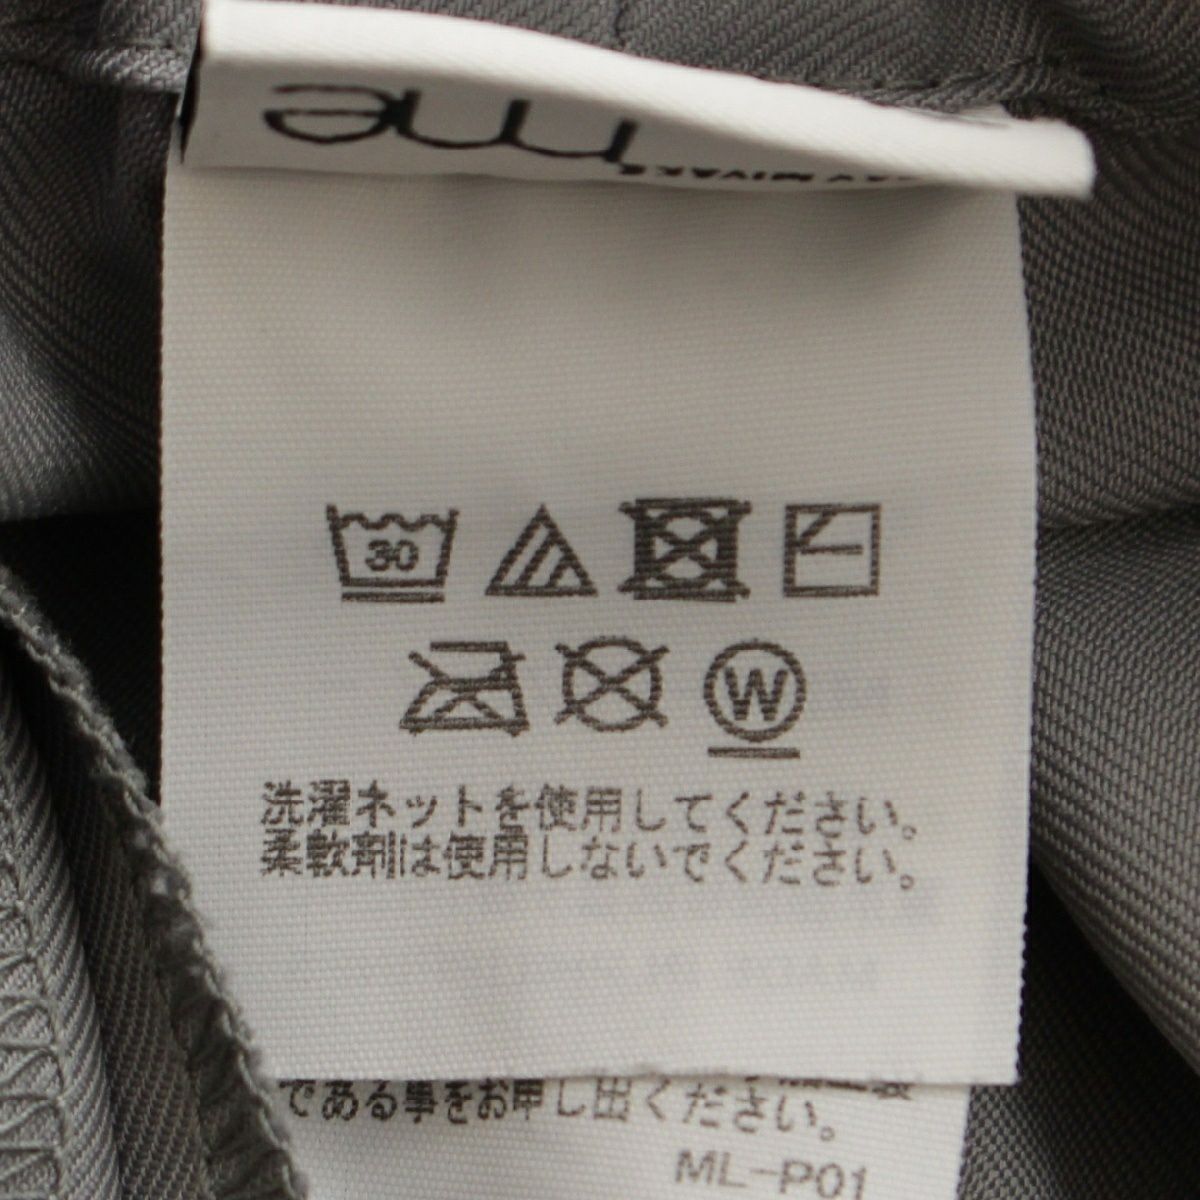 me
30
W
洗濯ネットを使用してください。
柔軟剤は使用しないでください。
である事をお申し出ください。
ML-P01